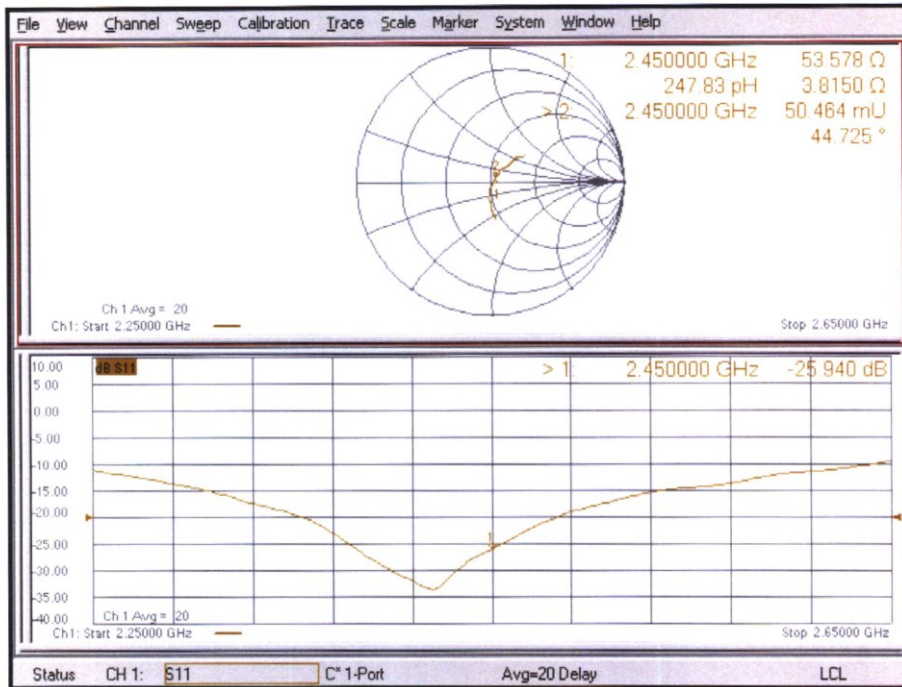 File View Channel Sweep Calibration Trace Scale Marker System Window Help
1: 2.450000 GHz 53.578 Ω
247.83 pH 3.8150 Ω
> 2: 2.450000 GHz 50.464 mU
44.725 °
2
1
Ch 1 Avg = 20
Ch1: Start 2.25000 GHz
Stop 2.65000 GHz
10.00 dB S11
> 1: 2.450000 GHz -25.940 dB
5.00
0.00
-5.00
-10.00
-15.00
-20.00
-25.00
1
-30.00
-35.00
-40.00
Ch 1 Avg = 20
Ch1: Start 2.25000 GHz
Stop 2.65000 GHz
Status CH 1: S11 C* 1-Port Avg=20 Delay LCL